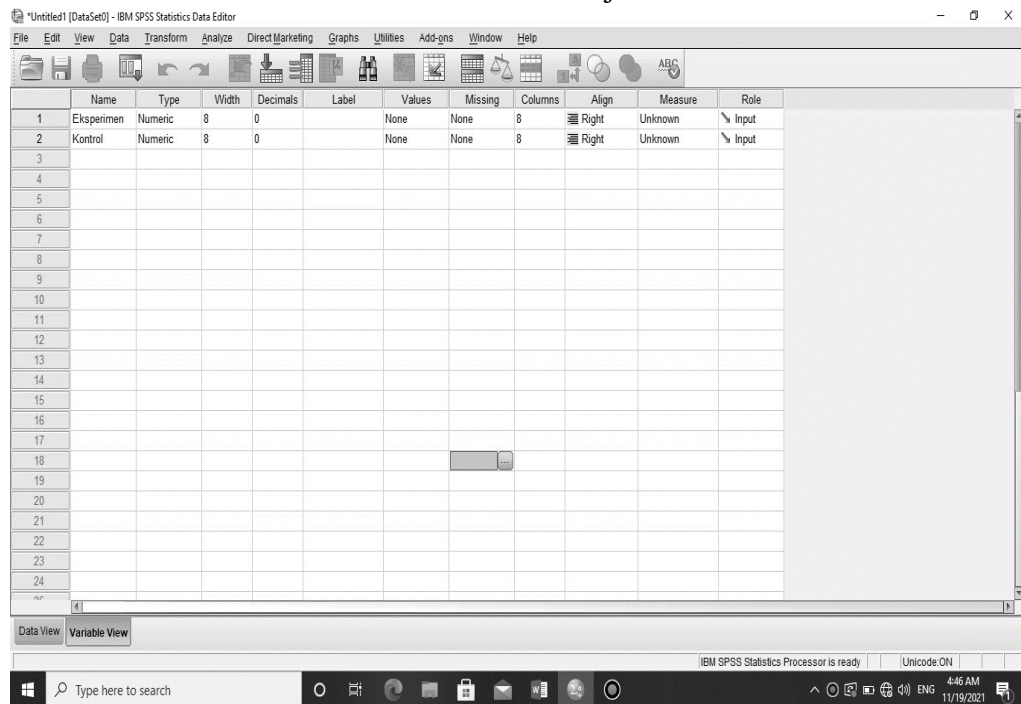 *Untitled1 [DataSet0] - IBM SPSS Statistics Data Editor
File Edit View Data Transform Analyze Direct Marketing Graphs Utilities Add-ons Window Help
Name Type Width Decimals Label Values Missing Columns Align Measure Role
1 Eksperimen Numeric 8 0 None None 8 Right Unknown Input
2 Kontrol Numeric 8 0 None None 8 Right Unknown Input
3
4
5
6
7
8
9
10
11
12
13
14
15
16
17
18 ...
19
20
21
22
23
24
Data View Variable View
IBM SPSS Statistics Processor is ready Unicode:ON
Type here to search ENG 4:46 AM
11/19/2021